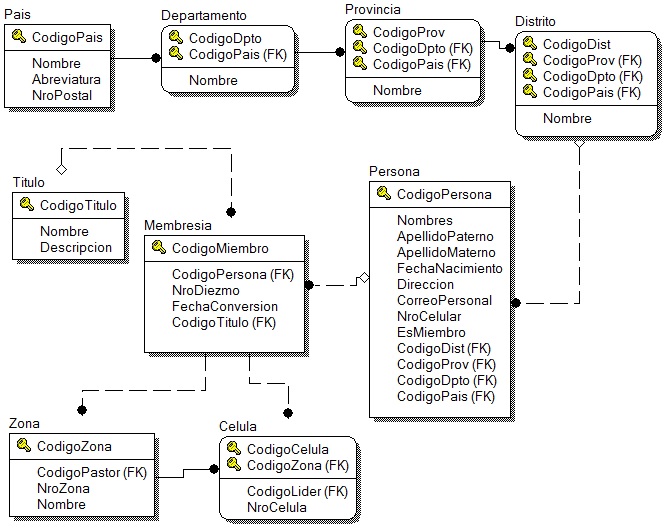 Pais
CodigoPais
Nombre
Abreviatura
NroPostal
Departamento
CodigoDpto
CodigoPais (FK)
Nombre
Provincia
CodigoProv
CodigoDpto (FK)
CodigoPais (FK)
Nombre
Distrito
CodigoDist
CodigoProv (FK)
CodigoDpto (FK)
CodigoPais (FK)
Nombre
Titulo
CodigoTitulo
Nombre
Descripcion
Membresia
CodigoMiembro
CodigoPersona (FK)
NroDiezmo
FechaConversion
CodigoTitulo (FK)
Persona
CodigoPersona
Nombres
ApellidoPaterno
ApellidoMaterno
FechaNacimiento
Direccion
CorreoPersonal
NroCelular
EsMiembro
CodigoDist (FK)
CodigoProv (FK)
CodigoDpto (FK)
CodigoPais (FK)
Zona
CodigoZona
CodigoPastor (FK)
NroZona
Nombre
Celula
CodigoCelula
CodigoZona (FK)
CodigoLider (FK)
NroCelula